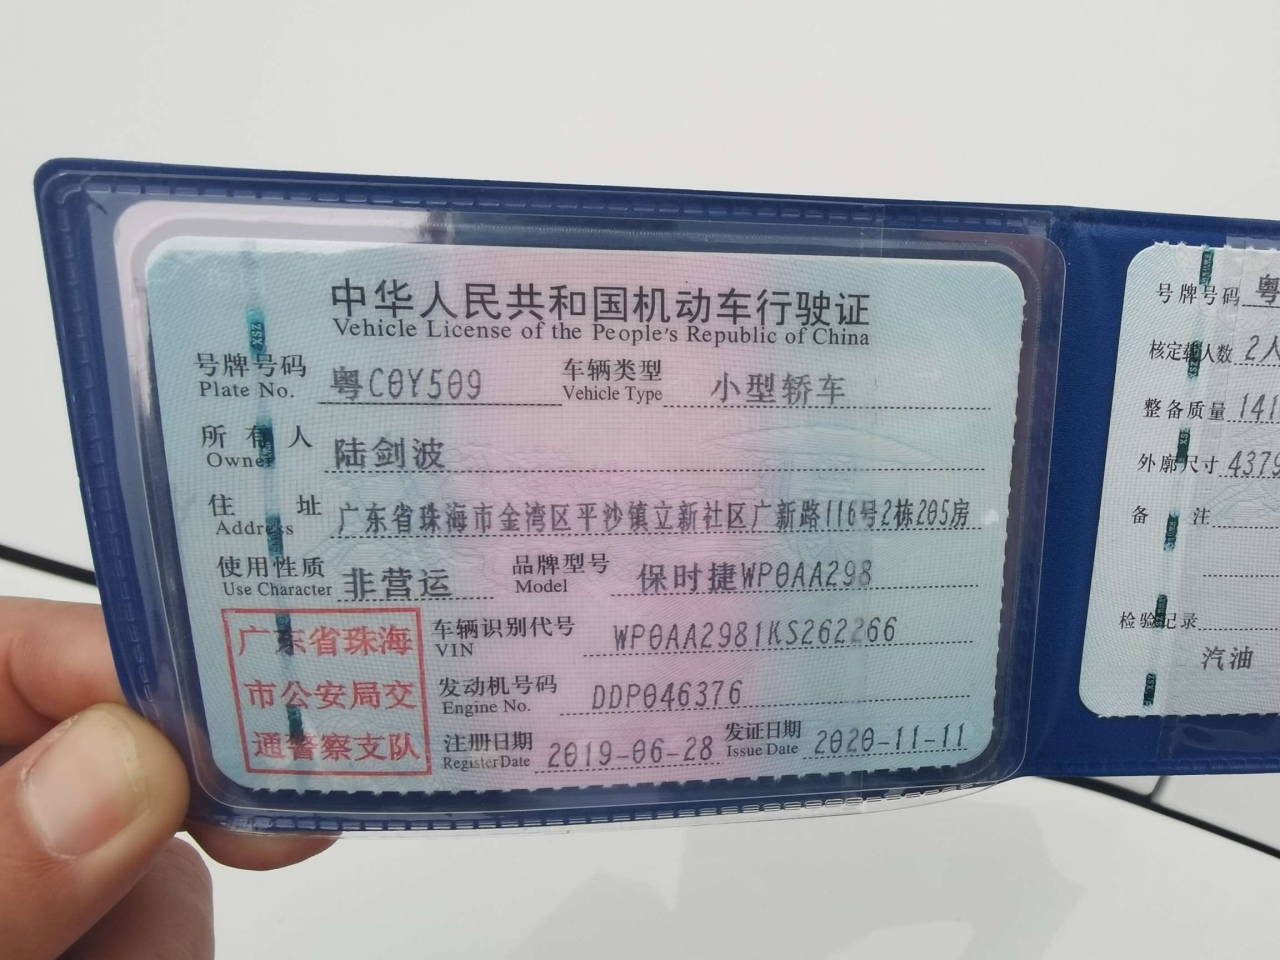 中华人民共和国机动车行驶证
Vehicle License of the People's Republic of China
号牌号码 粤C0Y509 车辆类型 小型轿车
Plate No. Vehicle Type
所有人 陆剑波
Owner
住址 广东省珠海市金湾区平沙镇立新社区广新路116号2栋205房
Address
使用性质 非营运 品牌型号 保时捷WP0AA298
Use Character Model
广东省珠海
市公安局交
通警察支队
车辆识别代号 WP0AA2981KS262266
VIN
发动机号码 DDP046376
Engine No.
注册日期 2019-06-28 发证日期 2020-11-11
Register Date Issue Date
号牌号码 粤
核定载人数 2人
整备质量 141
外廓尺寸 4379
备注
检验记录
汽油